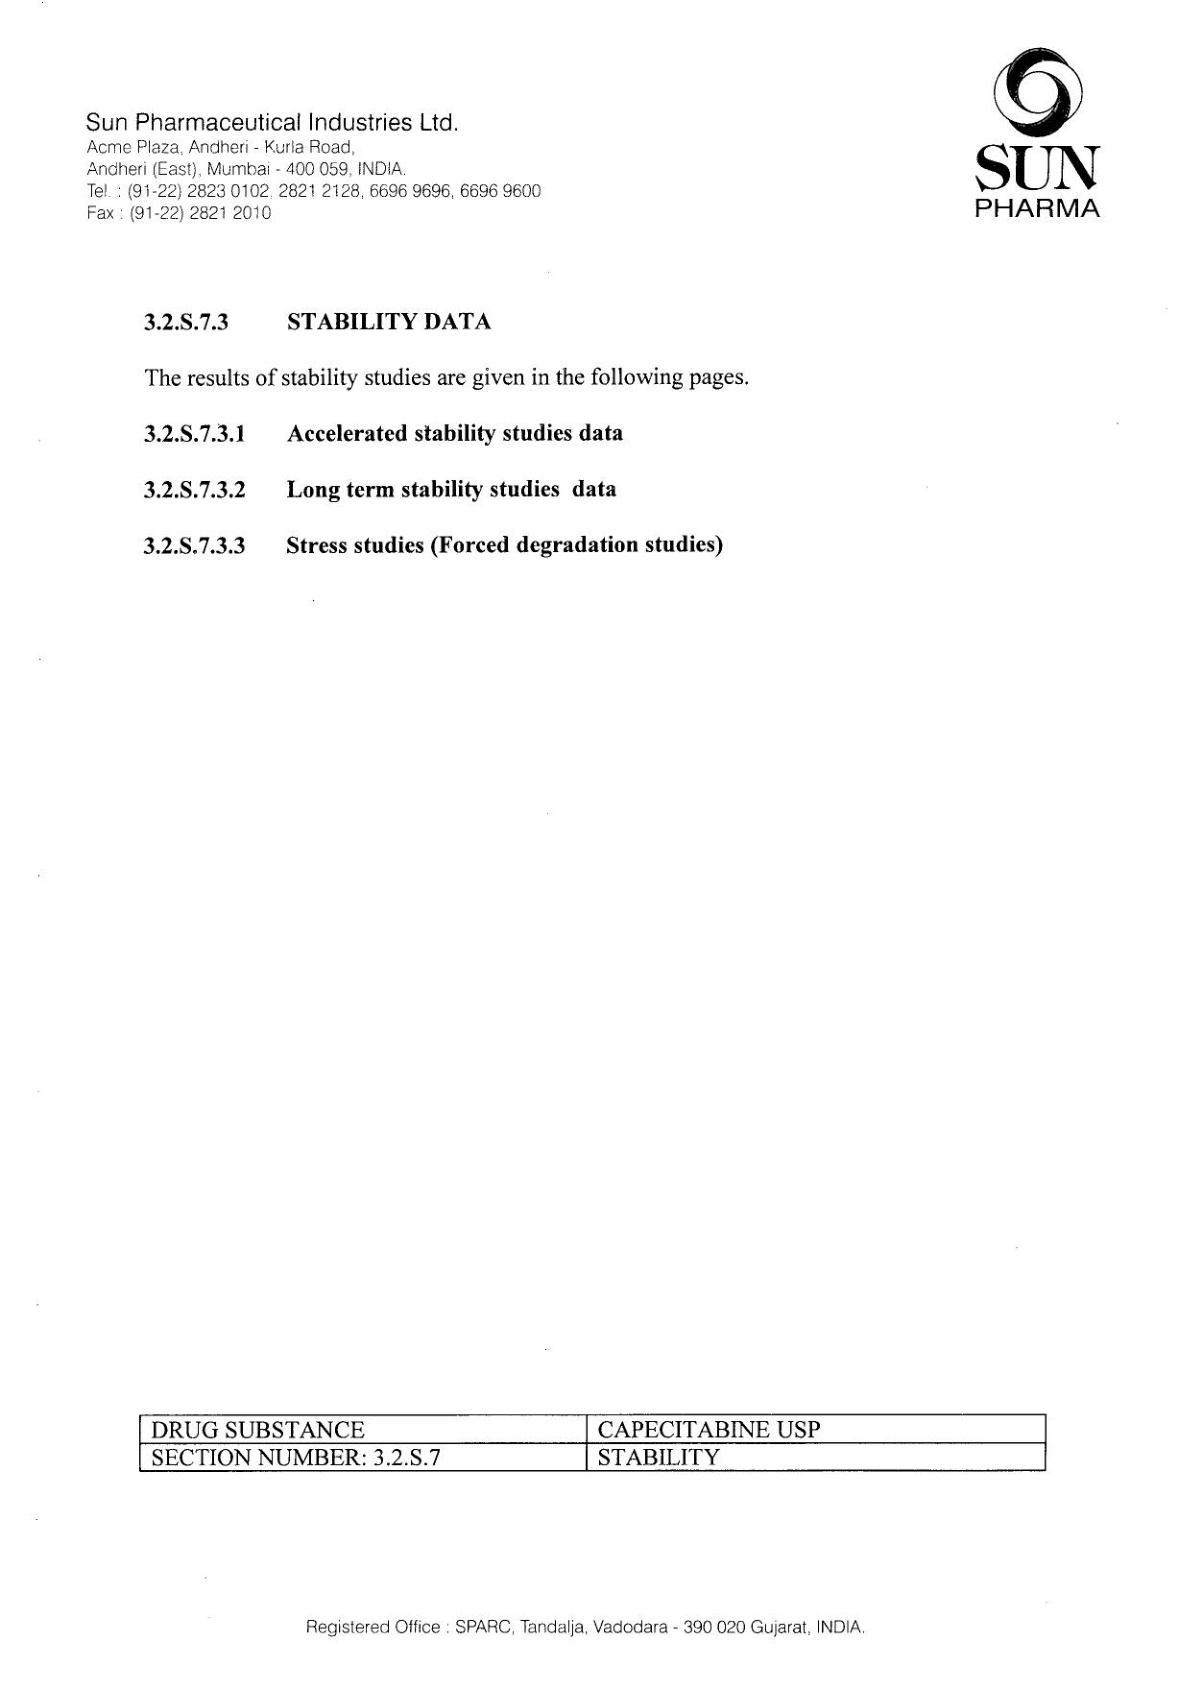 Sun Pharmaceutical Industries Ltd.
Acme Plaza, Andheri - Kurla Road,
Andheri (East), Mumbai - 400 059, INDIA.
Tel. : (91-22) 2823 0102, 2821 2128, 6696 9696, 6696 9600
Fax : (91-22) 2821 2010
SUN
PHARMA
3.2.S.7.3 STABILITY DATA
The results of stability studies are given in the following pages.
3.2.S.7.3.1 Accelerated stability studies data
3.2.S.7.3.2 Long term stability studies data
3.2.S.7.3.3 Stress studies (Forced degradation studies)
DRUG SUBSTANCE CAPECITABINE USP
SECTION NUMBER: 3.2.S.7 STABILITY
Registered Office : SPARC, Tandalja, Vadodara - 390 020 Gujarat, INDIA.